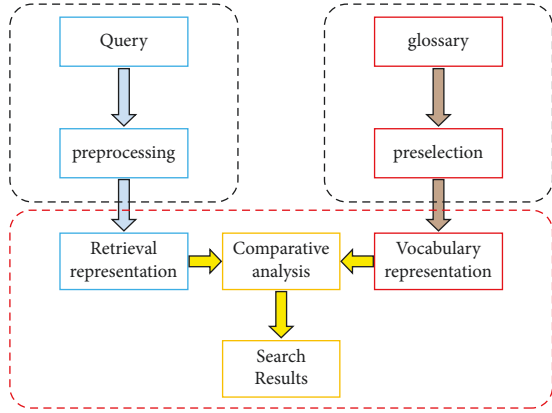 Query
glossary
preprocessing
preselection
Retrieval
representation
Comparative
analysis
Vocabulary
representation
Search
Results